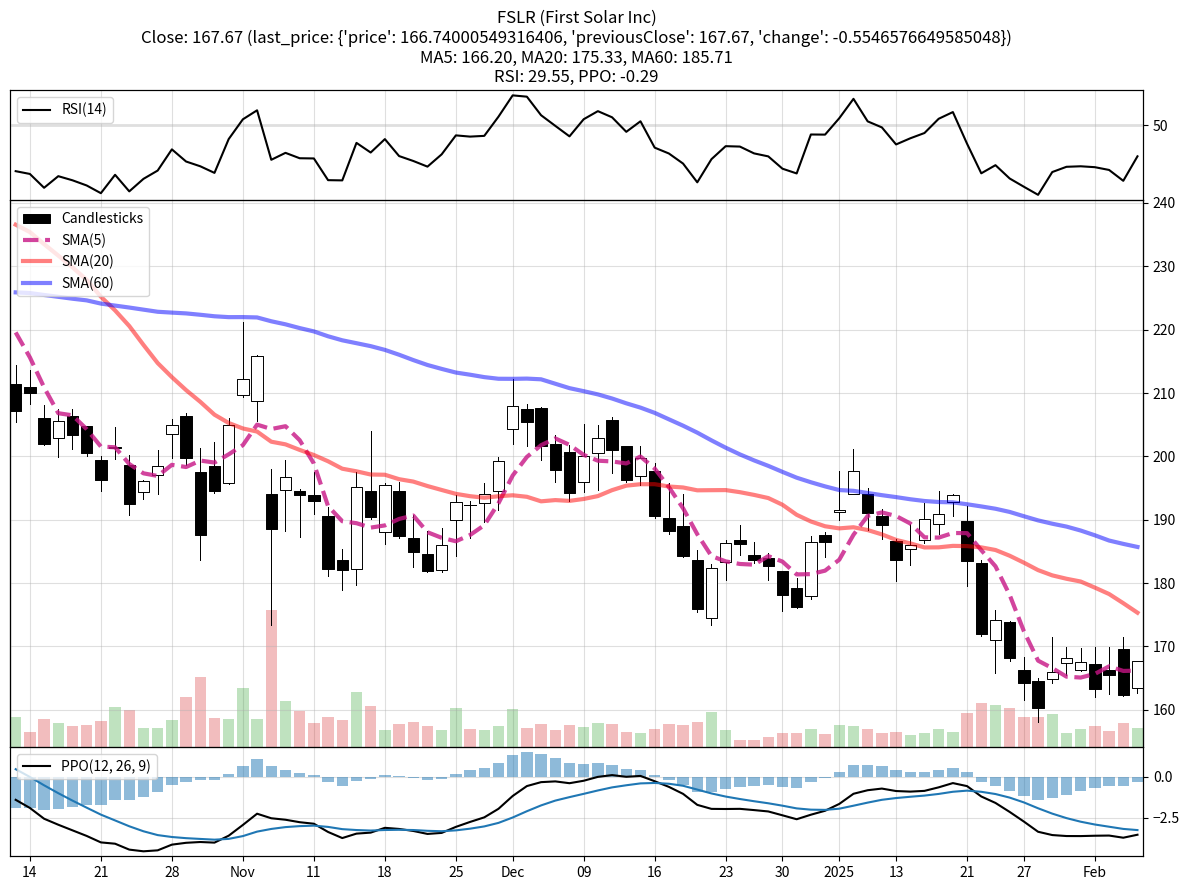 FSLR (First Solar Inc)
Close: 167.67 (last_price: {'price': 166.74000549316406, 'previousClose': 167.67, 'change': -0.5546576649585048})
MA5: 166.20, MA20: 175.33, MA60: 185.71
RSI: 29.55, PPO: -0.29
RSI(14)
50
Candlesticks
SMA(5)
SMA(20)
SMA(60)
240
230
220
210
200
190
180
170
160
PPO(12, 26, 9)
0.0
−2.5
14 21 28 Nov 11 18 25 Dec 09 16 23 30 2025 13 21 27 Feb